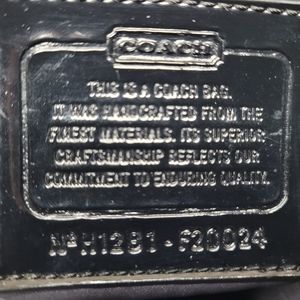 COACH
THIS IS A COACH BAG.
IT WAS HANDCRAFTED FROM THE
FINEST MATERIALS. ITS SUPERIOR
CRAFTSMANSHIP REFLECTS OUR
COMMITMENT TO ENDURING QUALITY.
Nº H1281-F20024